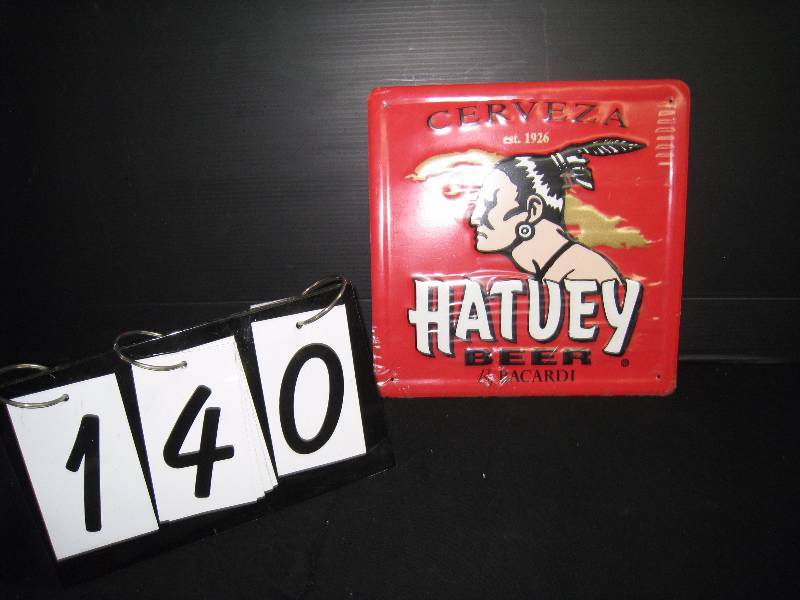 CERVEZA
est. 1926
HATUEY
BEER ®
BACARDI
140